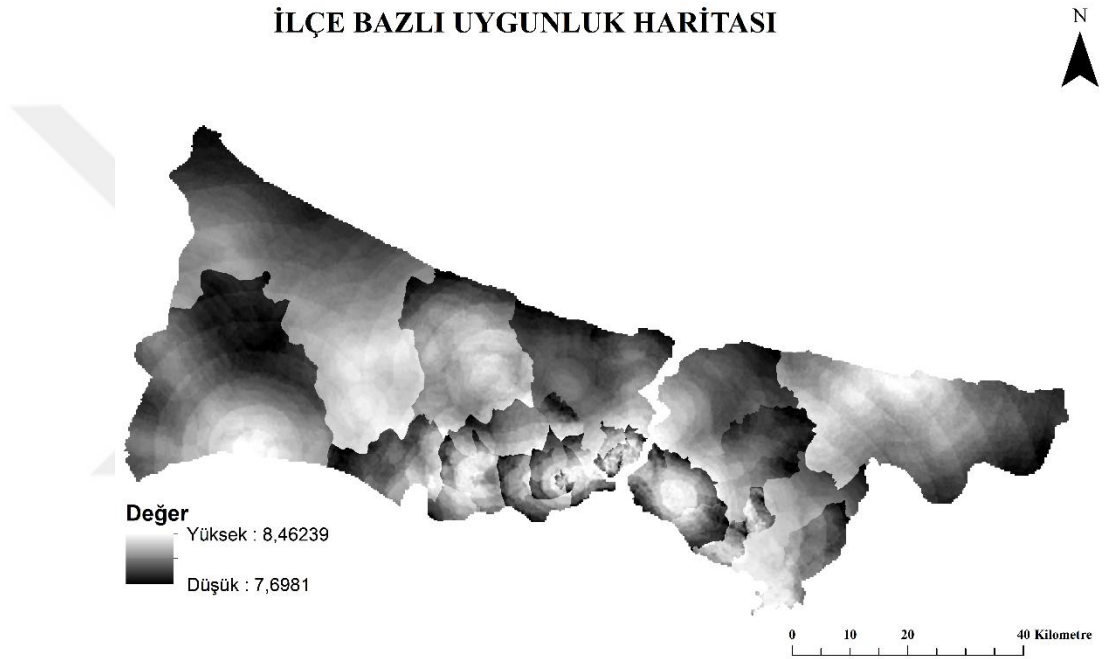 İLÇE BAZLI UYGUNLUK HARİTASI
N
Değer
Yüksek : 8,46239
Düşük : 7,6981
0 10 20 40 Kilometre